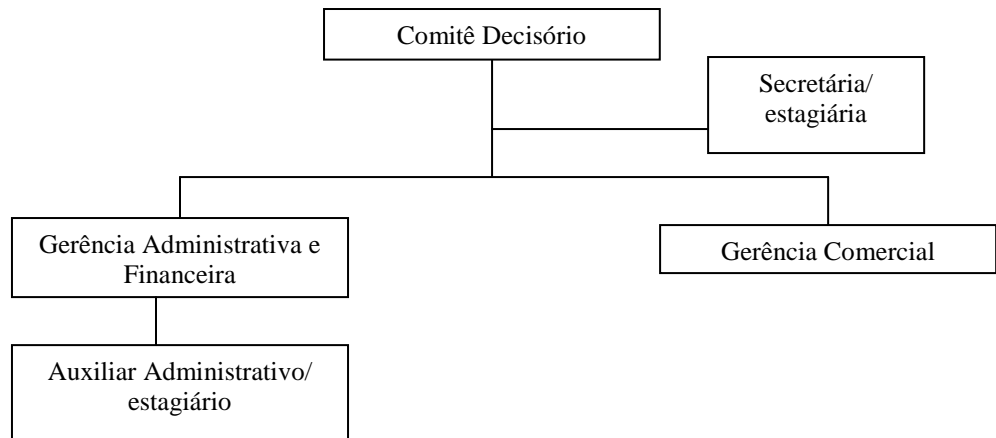 Comitê Decisório
Secretária/
estagiária
Gerência Administrativa e
Financeira
Gerência Comercial
Auxiliar Administrativo/
estagiário